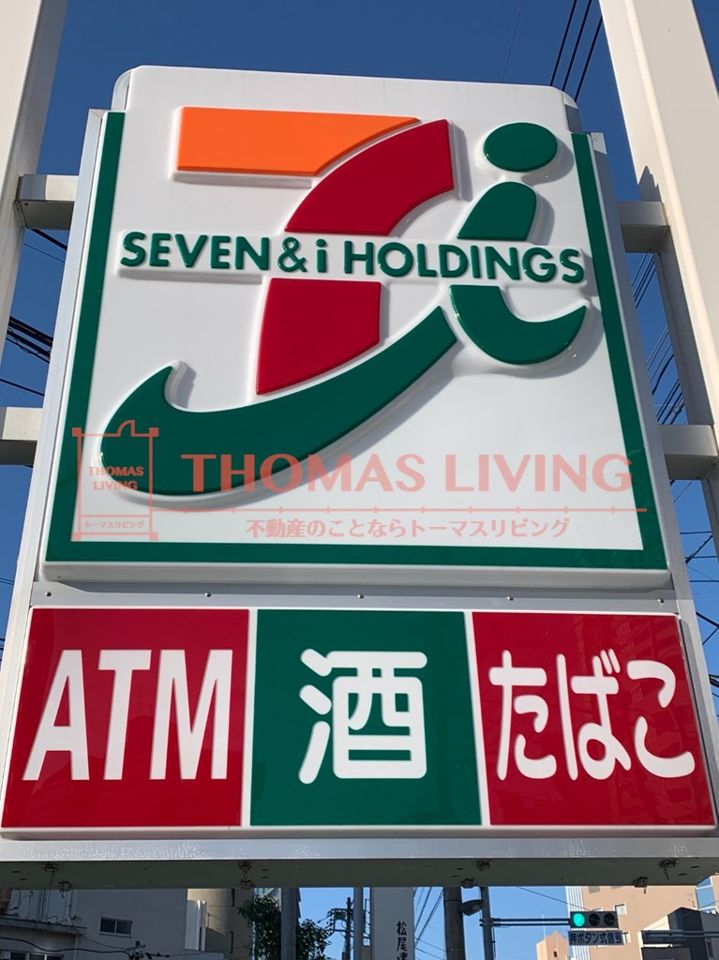 SEVEN & i HOLDINGS
THOMAS LIVING
THOMAS
LIVING
トーマスリビング
不動産のことならトーマスリビング
ATM 酒 たばこ